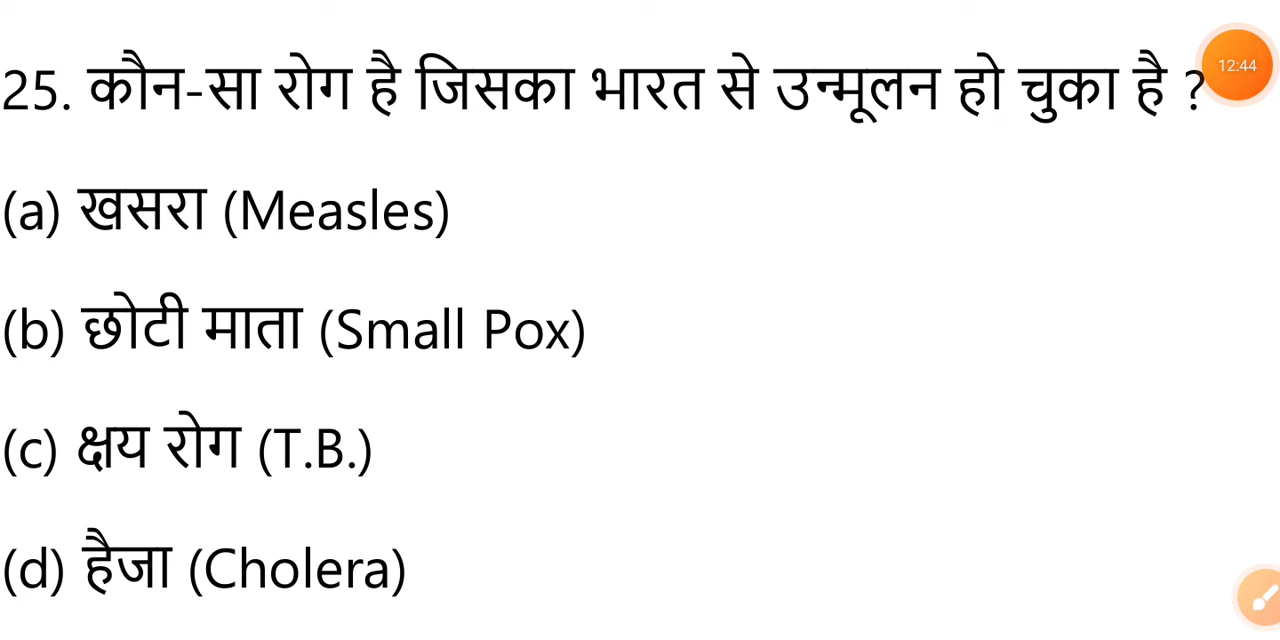 25. कौन-सा रोग है जिसका भारत से उन्मूलन हो चुका है ?
12:44
(a) खसरा (Measles)
(b) छोटी माता (Small Pox)
(c) क्षय रोग (T.B.)
(d) हैजा (Cholera)